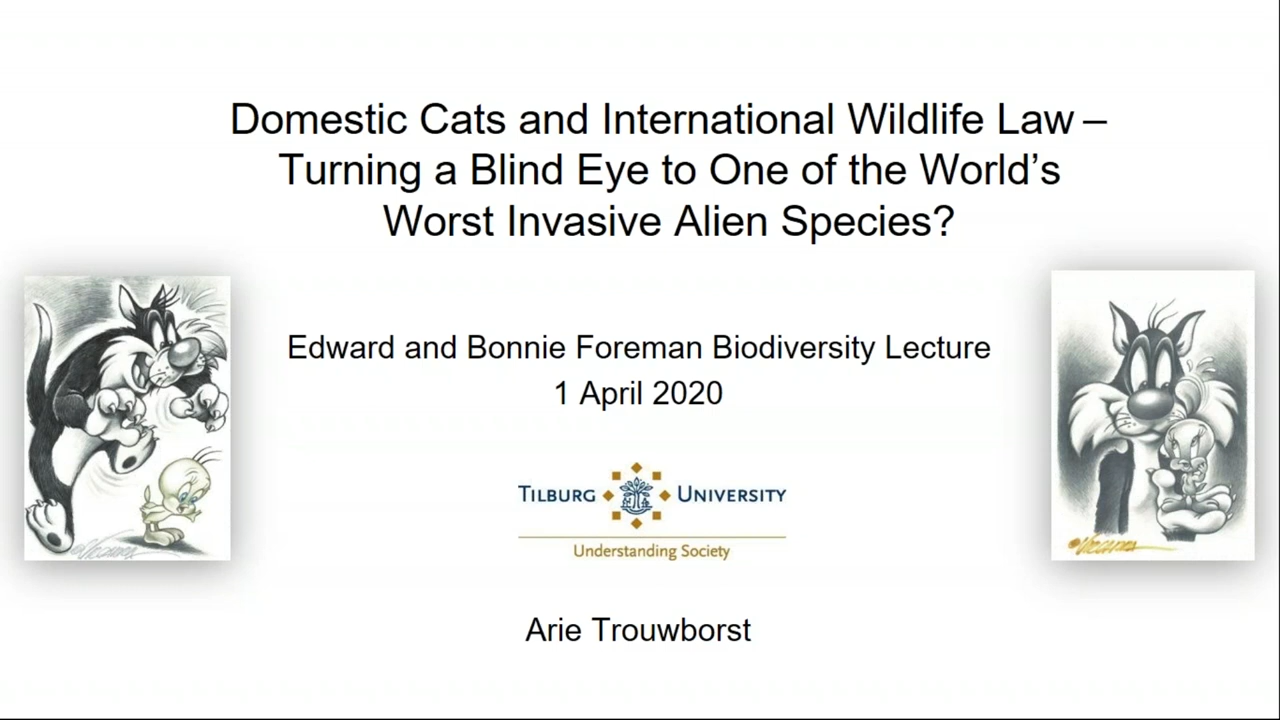 Domestic Cats and International Wildlife Law –
Turning a Blind Eye to One of the World's
Worst Invasive Alien Species?
Edward and Bonnie Foreman Biodiversity Lecture
1 April 2020
TILBURG UNIVERSITY
Understanding Society
Arie Trouwborst